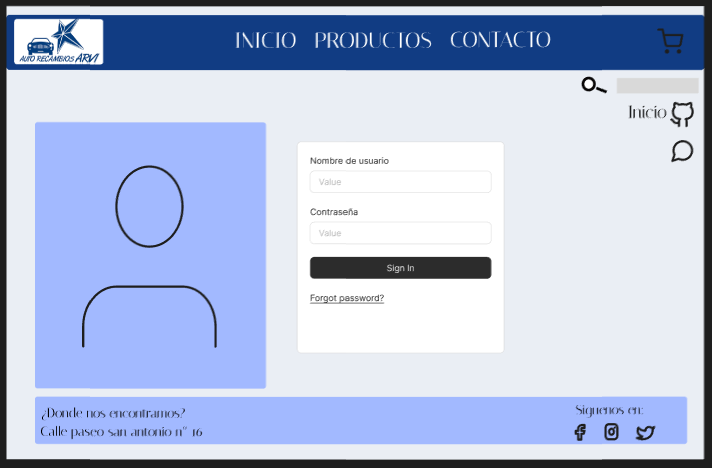 AUTO RECAMBIOS ARVI
INICIO PRODUCTOS CONTACTO
Inicio
Nombre de usuario
Value
Contraseña
Value
Sign In
Forgot password?
¿Donde nos encontramos?
Calle paseo san antonio nº 16
Siguenos en: